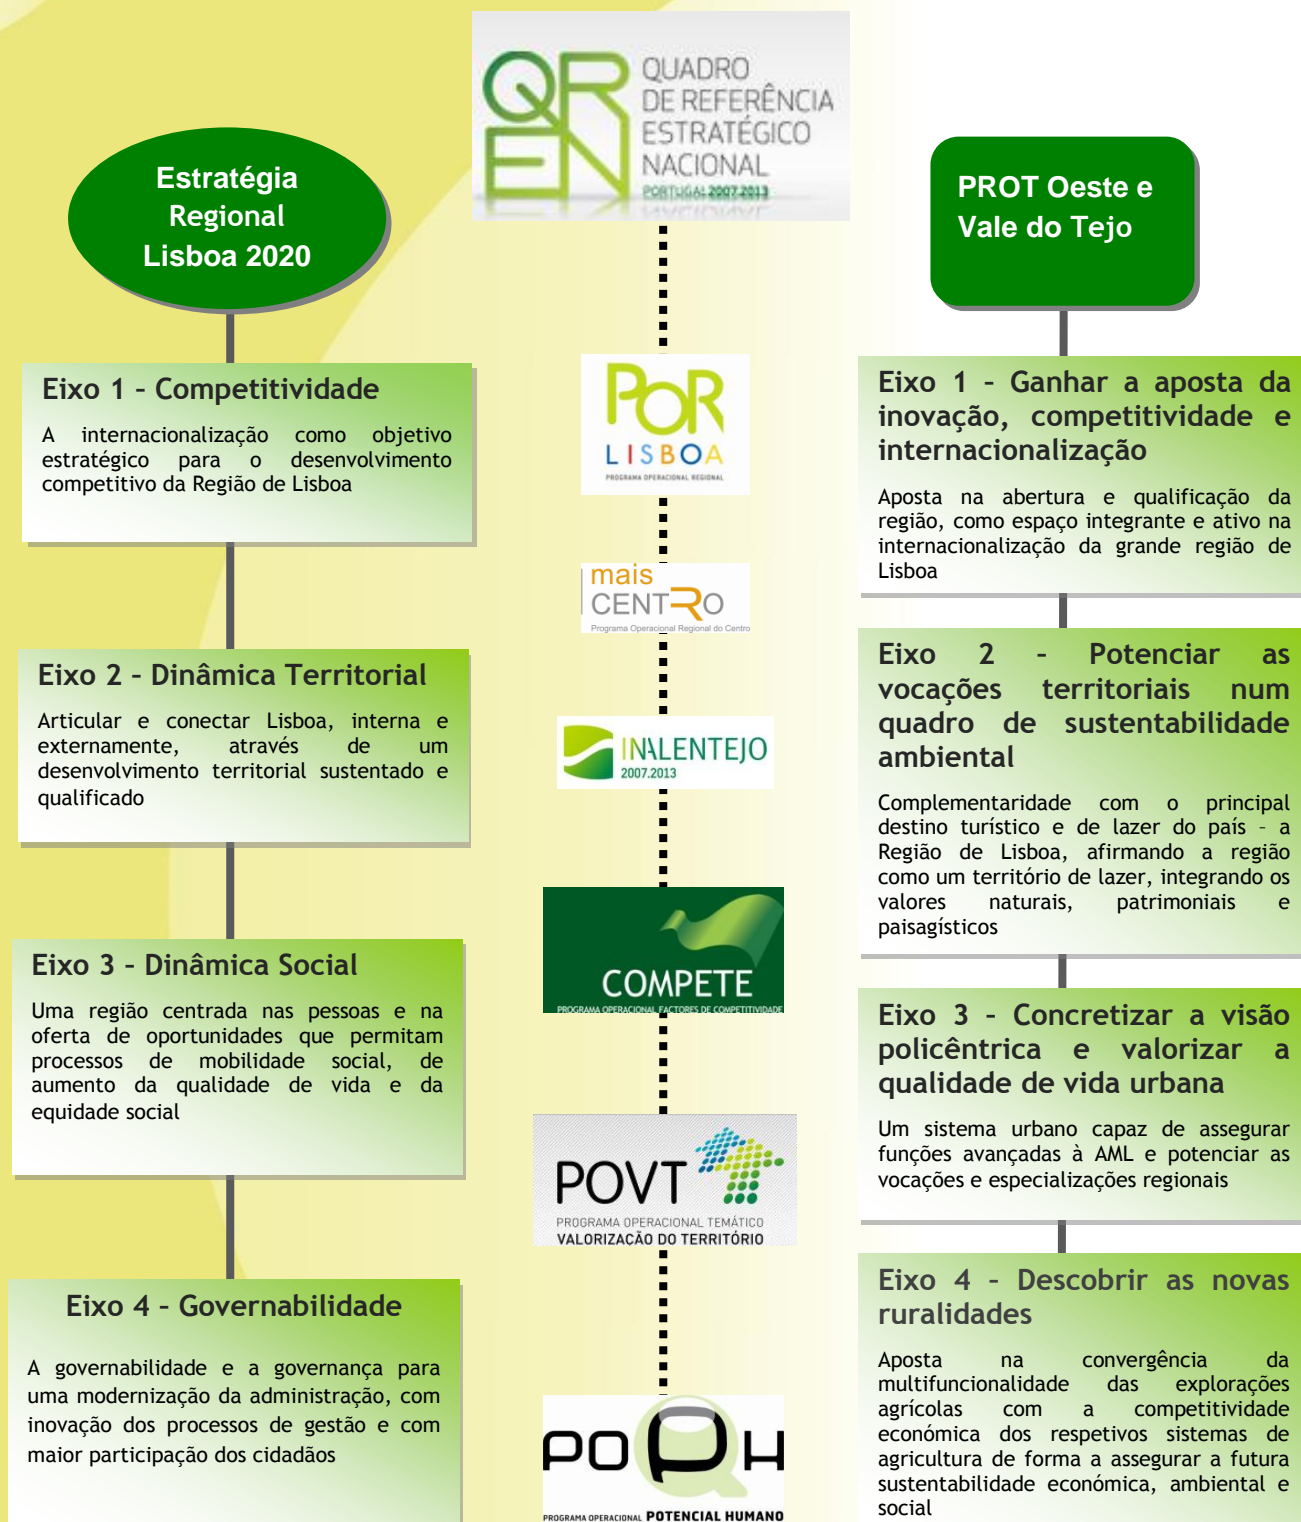 QREN
QUADRO
DE REFERÊNCIA
ESTRATÉGICO
NACIONAL
PORTUGAL 2007.2013
Estratégia
Regional
Lisboa 2020
Eixo 1 – Competitividade
A internacionalização como objetivo
estratégico para o desenvolvimento
competitivo da Região de Lisboa
Eixo 2 – Dinâmica Territorial
Articular e conectar Lisboa, interna e
externamente, através de um
desenvolvimento territorial sustentado e
qualificado
Eixo 3 – Dinâmica Social
Uma região centrada nas pessoas e na
oferta de oportunidades que permitam
processos de mobilidade social, de
aumento da qualidade de vida e da
equidade social
Eixo 4 – Governabilidade
A governabilidade e a governança para
uma modernização da administração, com
inovação dos processos de gestão e com
maior participação dos cidadãos
POR
LISBOA
PROGRAMA OPERACIONAL REGIONAL
mais
CENTRO
Programa Operacional Regional do Centro
INALENTEJO
2007.2013
COMPETE
PROGRAMA OPERACIONAL FACTORES DE COMPETITIVIDADE
POVT
PROGRAMA OPERACIONAL TEMÁTICO
VALORIZAÇÃO DO TERRITÓRIO
POPH
PROGRAMA OPERACIONAL POTENCIAL HUMANO
PROT Oeste e
Vale do Tejo
Eixo 1 – Ganhar a aposta da
inovação, competitividade e
internacionalização
Aposta na abertura e qualificação da
região, como espaço integrante e ativo na
internacionalização da grande região de
Lisboa
Eixo 2 – Potenciar as
vocações territoriais num
quadro de sustentabilidade
ambiental
Complementaridade com o principal
destino turístico e de lazer do país – a
Região de Lisboa, afirmando a região
como um território de lazer, integrando os
valores naturais, patrimoniais e
paisagísticos
Eixo 3 – Concretizar a visão
policêntrica e valorizar a
qualidade de vida urbana
Um sistema urbano capaz de assegurar
funções avançadas à AML e potenciar as
vocações e especializações regionais
Eixo 4 – Descobrir as novas
ruralidades
Aposta na convergência da
multifuncionalidade das explorações
agrícolas com a competitividade
económica dos respetivos sistemas de
agricultura de forma a assegurar a futura
sustentabilidade económica, ambiental e
social